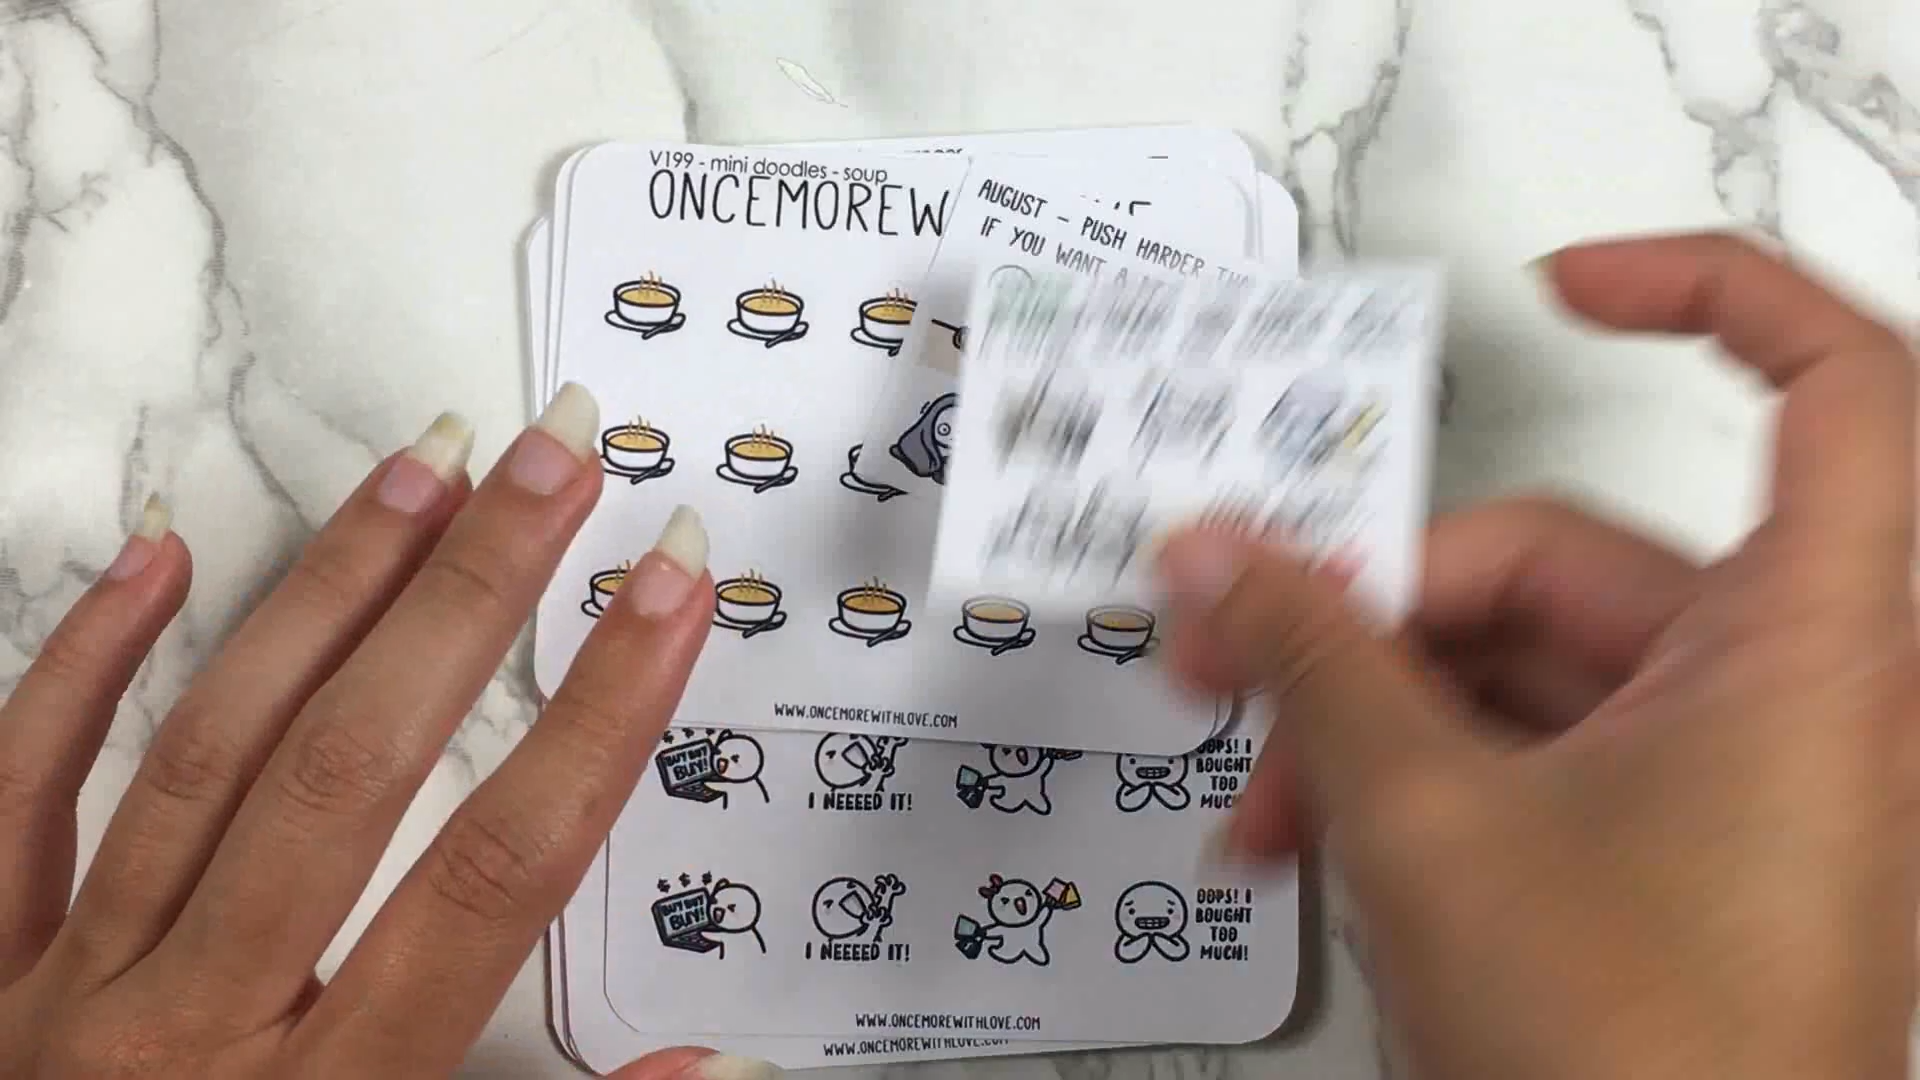 V199 - mini doodles - soup
ONCEMOREW
AUGUST - PUSH HARDER
IF YOU WANT A
WWW.ONCEMOREWITHLOVE.COM
BUY BUY
BUY!
I NEEEED IT!
OOPS! I
BOUGHT
TOO
MUCH
$ $ $
BUY BUY
BUY!
I NEEEED IT!
OOPS! I
BOUGHT
TOO
MUCH!
WWW.ONCEMOREWITHLOVE.COM
WWW.ONCEMOREWITHLOVE.COM